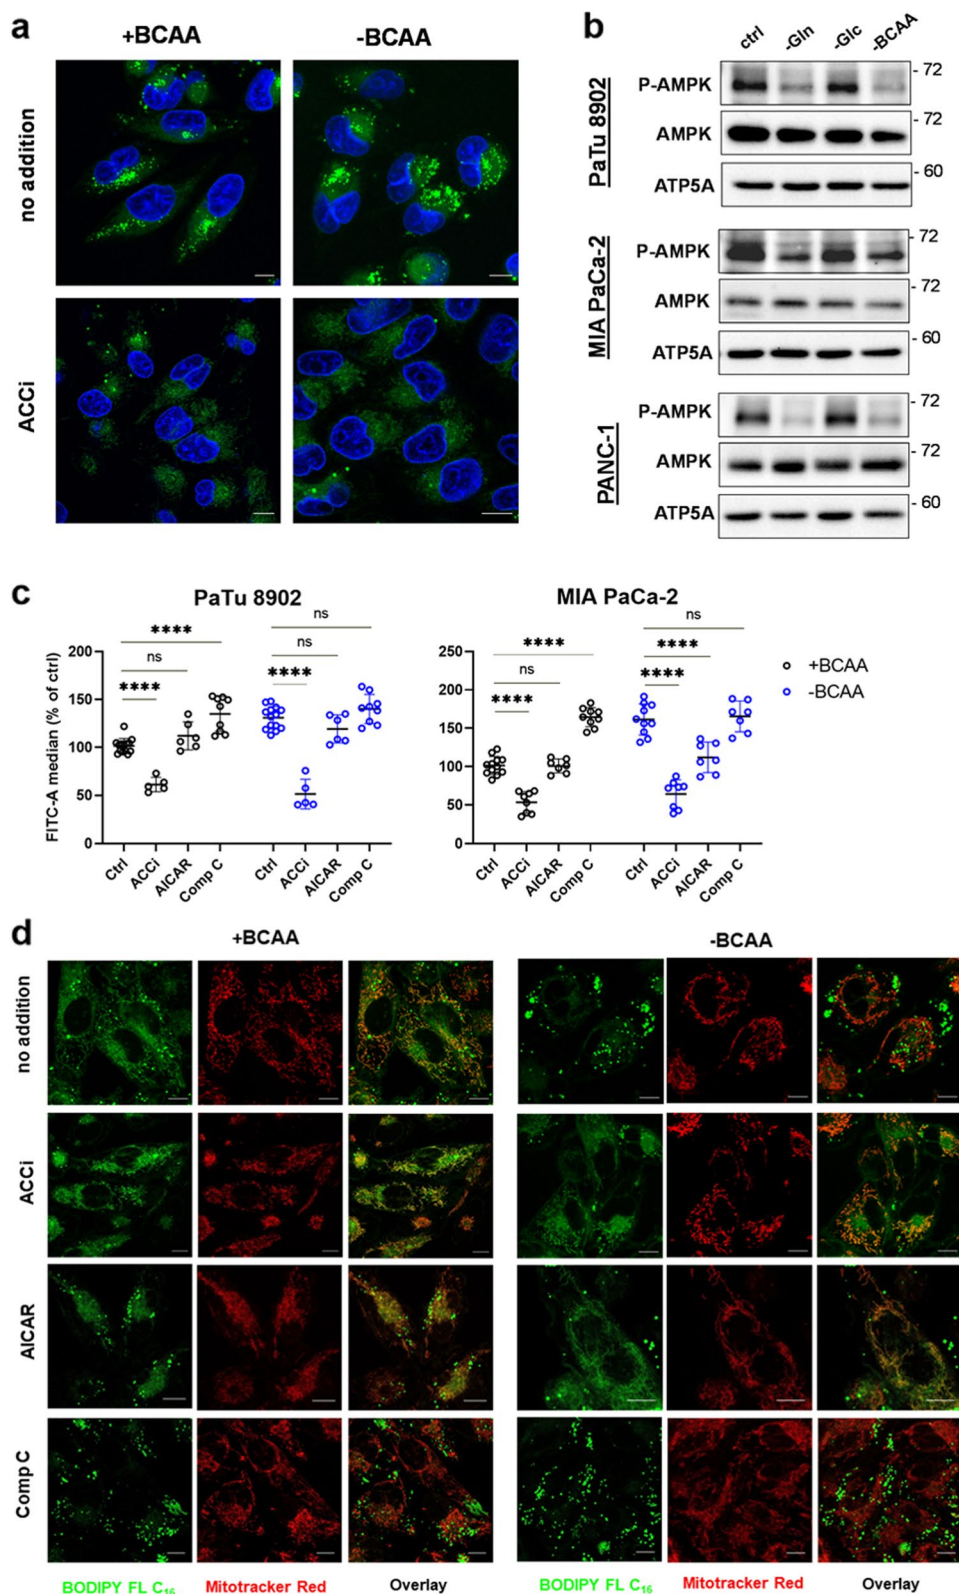 a
+BCAA
-BCAA
no addition
ACCi
b
ctrl
-Gln
-Glc
-BCAA
PaTu 8902
P-AMPK
- 72
AMPK
- 72
ATP5A
- 60
MIA PaCa-2
P-AMPK
- 72
AMPK
- 72
ATP5A
- 60
PANC-1
P-AMPK
- 72
AMPK
- 72
ATP5A
- 60
c
PaTu 8902
FITC-A median (% of ctrl)
200
150
100
50
0
****
ns
****
****
ns
ns
Ctrl
ACCi
AICAR
Comp C
Ctrl
ACCi
AICAR
Comp C
MIA PaCa-2
250
200
150
100
50
0
****
ns
****
****
****
ns
Ctrl
ACCi
AICAR
Comp C
Ctrl
ACCi
AICAR
Comp C
+BCAA
-BCAA
d
+BCAA
-BCAA
no addition
ACCi
AICAR
Comp C
BODIPY FL C₁₆
Mitotracker Red
Overlay
BODIPY FL C₁₆
Mitotracker Red
Overlay